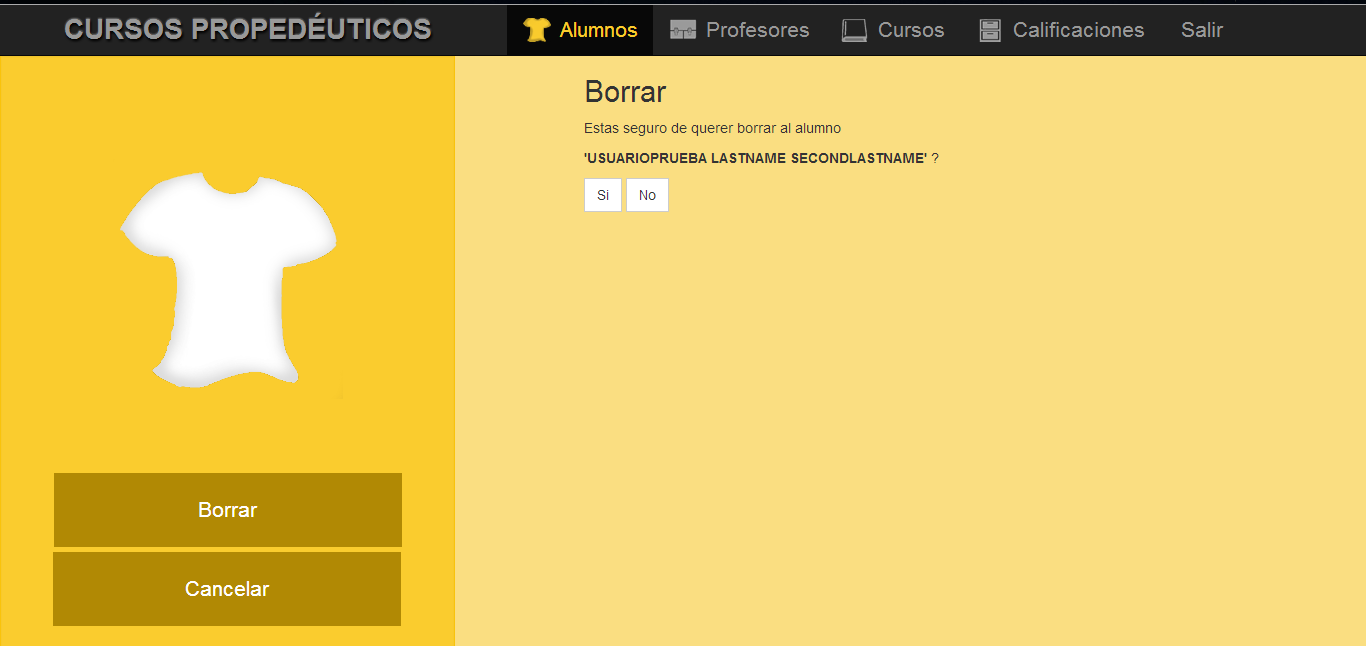 CURSOS PROPEDÉUTICOS
Alumnos
Profesores
Cursos
Calificaciones
Salir
Borrar
Estas seguro de querer borrar al alumno
'USUARIOPRUEBA LASTNAME SECONDLASTNAME' ?
Si
No
Borrar
Cancelar